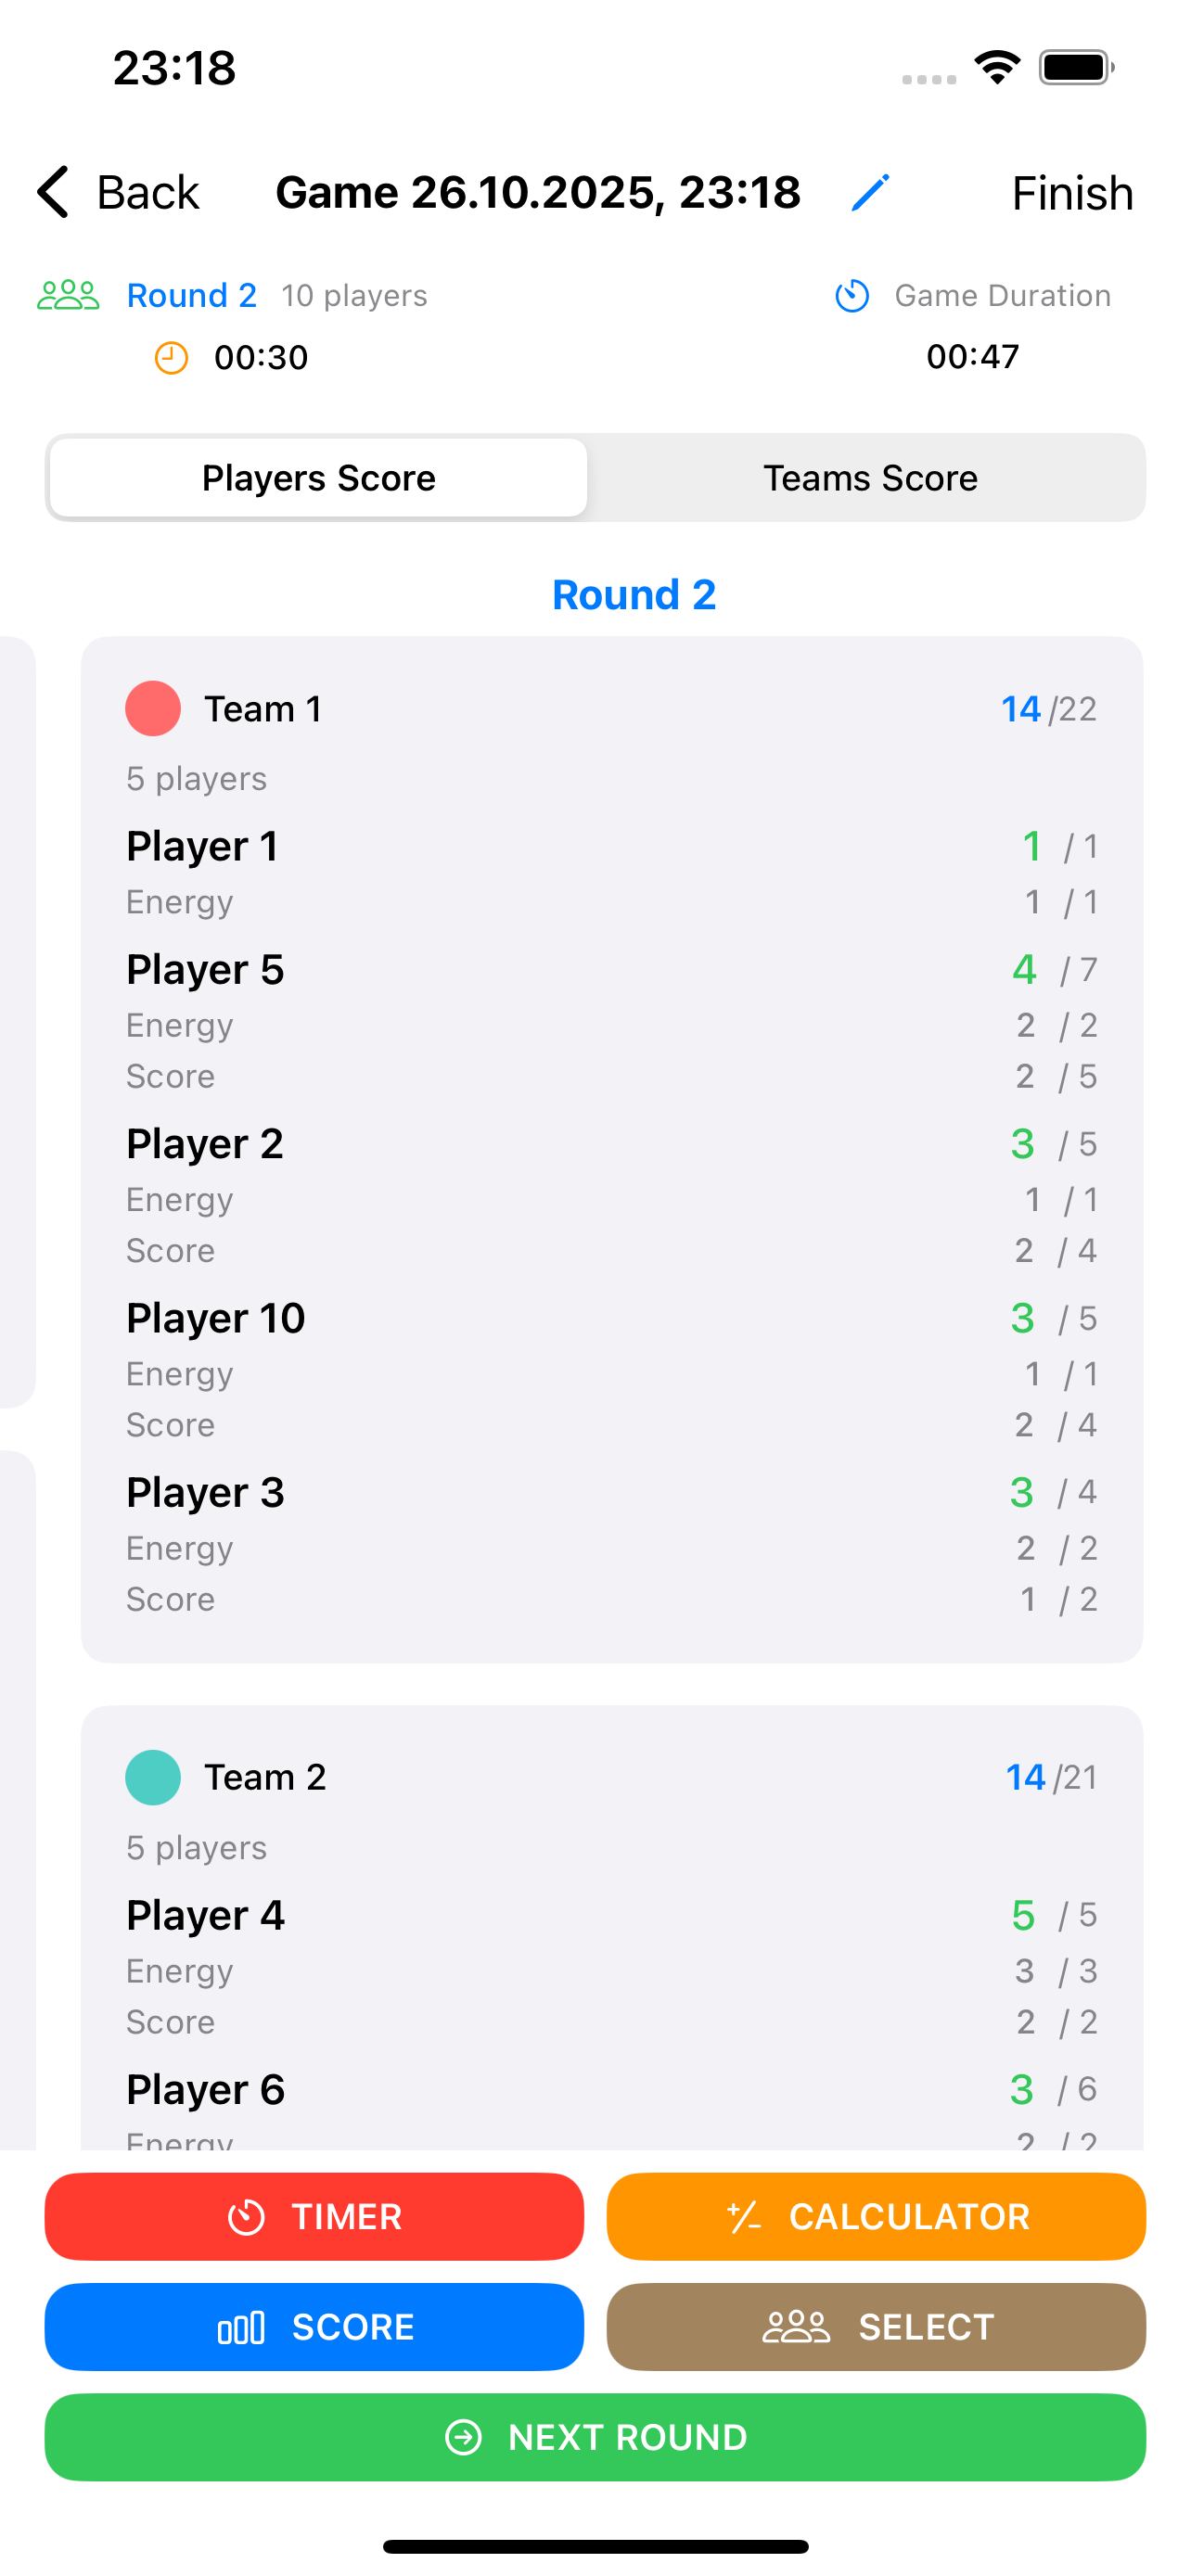 23:18
Back Game 26.10.2025, 23:18 Finish
Round 2 10 players Game Duration
00:30 00:47
Players Score Teams Score
Round 2
Team 1 14/22
5 players
Player 1 1 / 1
Energy 1 / 1
Player 5 4 / 7
Energy 2 / 2
Score 2 / 5
Player 2 3 / 5
Energy 1 / 1
Score 2 / 4
Player 10 3 / 5
Energy 1 / 1
Score 2 / 4
Player 3 3 / 4
Energy 2 / 2
Score 1 / 2
Team 2 14/21
5 players
Player 4 5 / 5
Energy 3 / 3
Score 2 / 2
Player 6 3 / 6
Energy 2 / 2
TIMER CALCULATOR
SCORE SELECT
NEXT ROUND